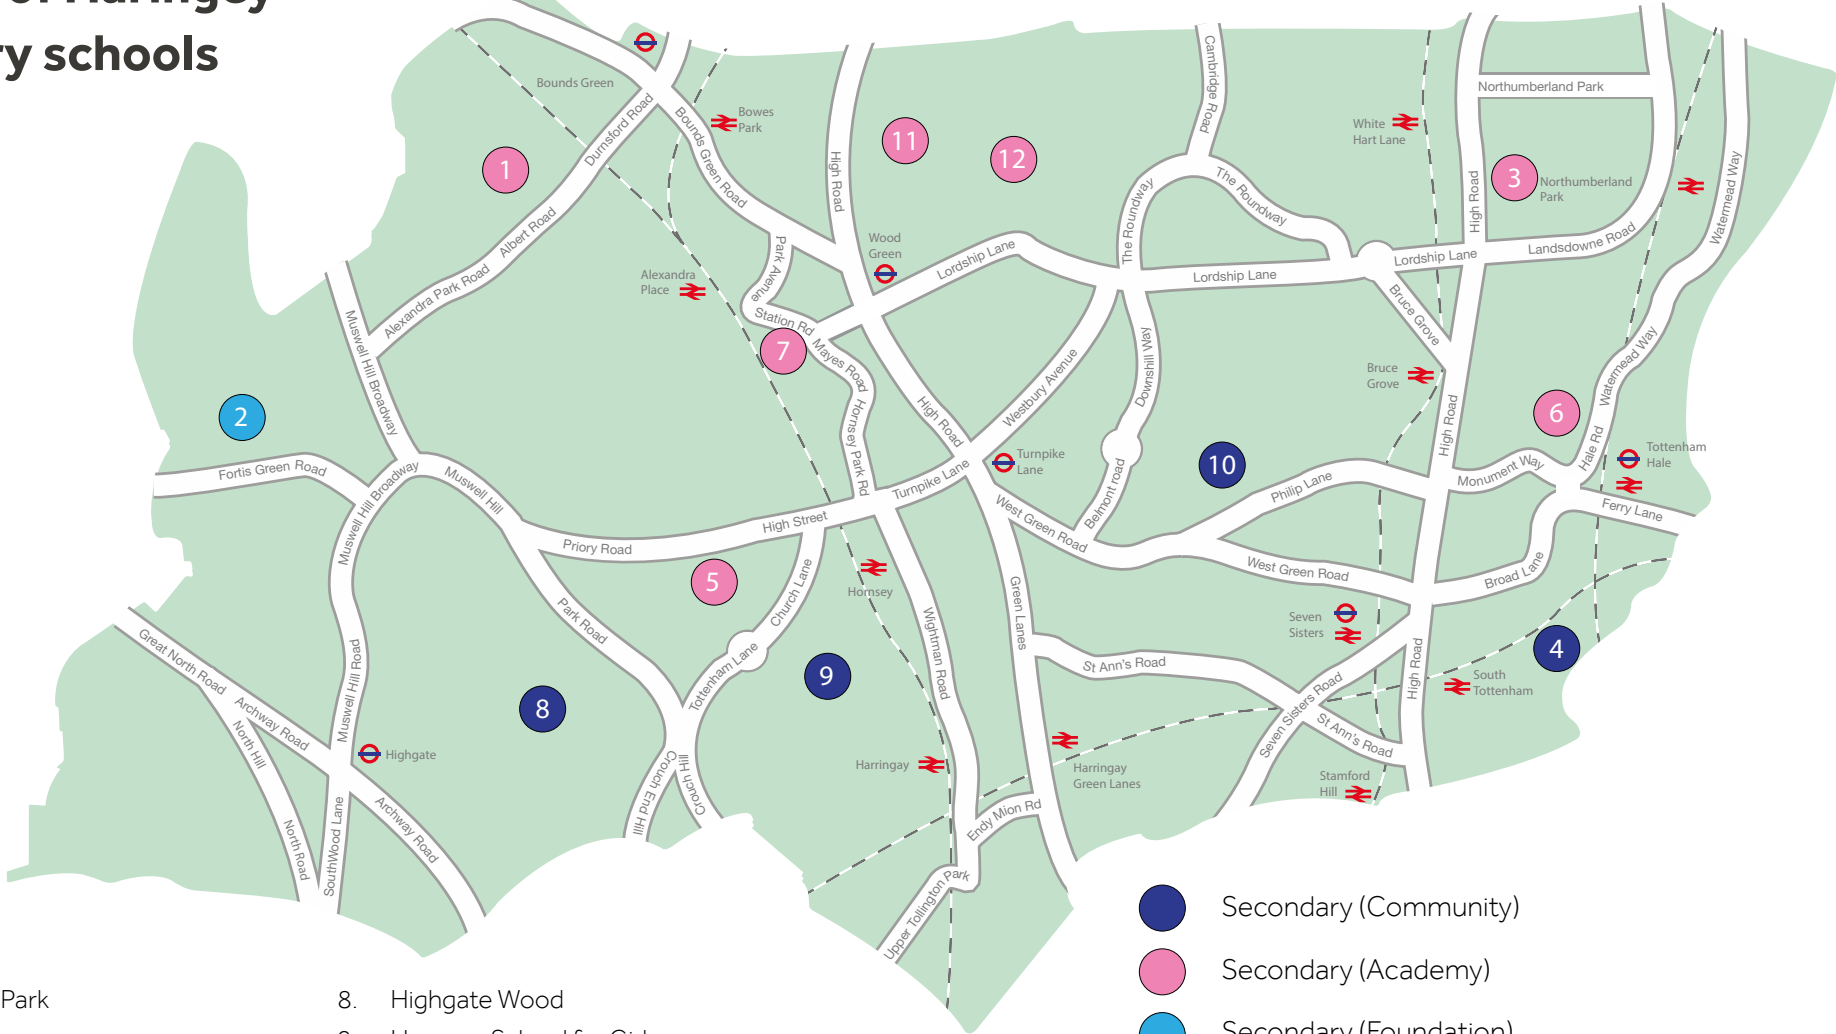 ry schools
Bounds Green
Bowes
Park
Cambridge Road
Northumberland Park
White
Hart Lane
Durnsford Road
Bounds Green Road
High Road
11
12
1
3
Northumberland
Park
High Road
Watermead Way
The Roundway
The Roundway
Albert Road
Alexandra Park Road
Park Avenue
Wood
Green
Lordship Lane
Lordship Lane
Lordship Lane
Landsdowne Road
Alexandra
Place
Station Rd
Bruce Grove
Muswell Hill Broadway
7
Mayes Road
Hornsey Park Rd
High Road
Westbury Avenue
Downshill Way
Bruce
Grove
High Road
Watermead Way
6
2
Hale Rd
Tottenham
Hale
Fortis Green Road
Muswell Hill Broadway
Muswell Hill
Turnpike Lane
Turnpike
Lane
10
Belmont road
Philip Lane
Monument Way
Ferry Lane
High Street
Priory Road
West Green Road
West Green Road
Broad Lane
5
Church Lane
Hornsey
Park Road
Wightman Road
Green Lanes
Seven
Sisters
4
Great North Road
Archway Road
North Hill
Muswell Hill Road
Tottenham Lane
9
St Ann's Road
High Road
South
Tottenham
8
Seven Sisters Road
St Ann's Road
Highgate
Harringay
Harringay
Green Lanes
Stamford
Hill
Crouch End Hill
Crouch Hill
Endy Mion Rd
North Road
SouthWood Lane
Archway Road
Upper Tollington Park
Secondary (Community)
Secondary (Academy)
Secondary (Foundation)
Park
8. Highgate Wood